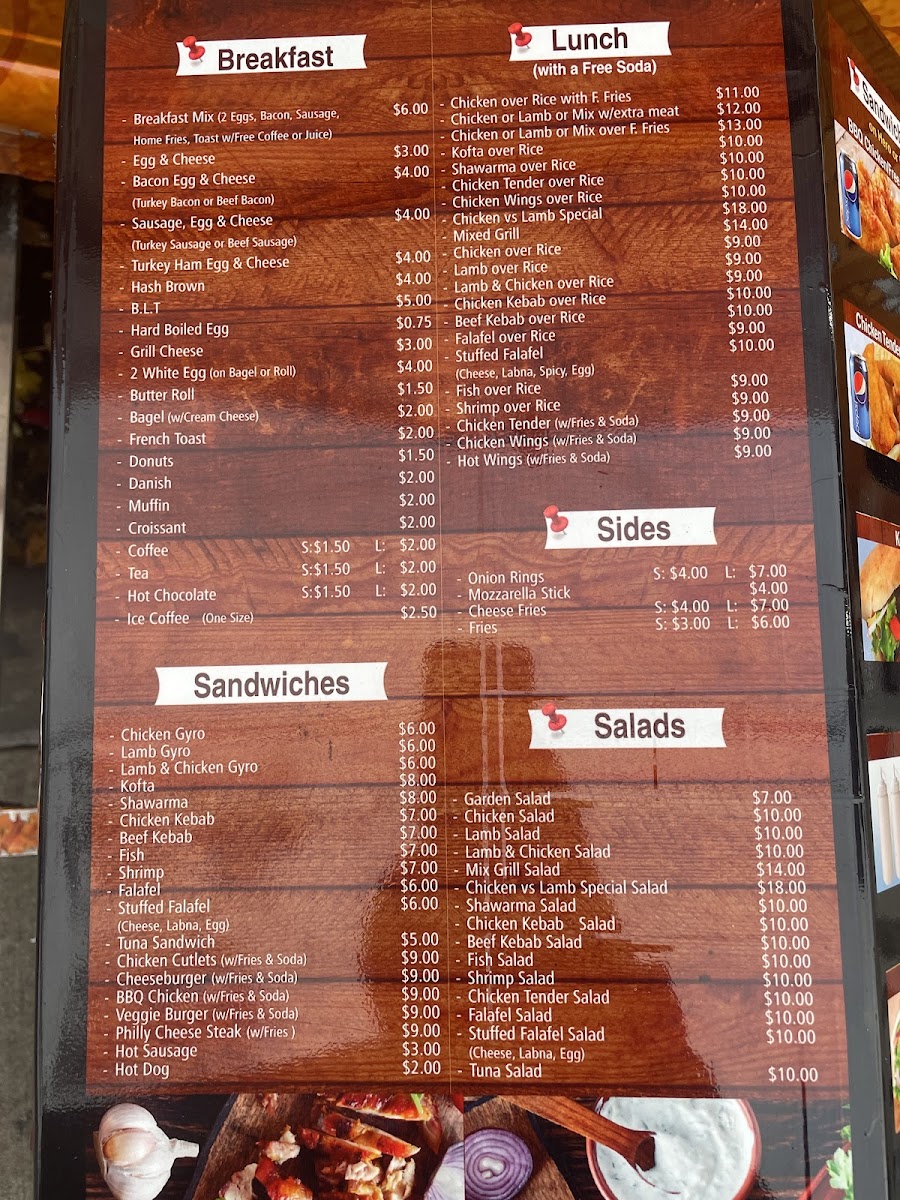 Breakfast
- Breakfast Mix (2 Eggs, Bacon, Sausage, $6.00
Home Fries, Toast w/Free Coffee or Juice)
- Egg & Cheese $3.00
- Bacon Egg & Cheese $4.00
(Turkey Bacon or Beef Bacon)
- Sausage, Egg & Cheese $4.00
(Turkey Sausage or Beef Sausage)
- Turkey Ham Egg & Cheese $4.00
- Hash Brown $4.00
- B.L.T $5.00
- Hard Boiled Egg $0.75
- Grill Cheese $3.00
- 2 White Egg (on Bagel or Roll) $4.00
- Butter Roll $1.50
- Bagel (w/Cream Cheese) $2.00
- French Toast $2.00
- Donuts $1.50
- Danish $2.00
- Muffin $2.00
- Croissant $2.00
- Coffee S:$1.50 L: $2.00
- Tea S:$1.50 L: $2.00
- Hot Chocolate S:$1.50 L: $2.00
- Ice Coffee (One Size) $2.50
Sandwiches
- Chicken Gyro $6.00
- Lamb Gyro $6.00
- Lamb & Chicken Gyro $6.00
- Kofta $8.00
- Shawarma $8.00
- Chicken Kebab $7.00
- Beef Kebab $7.00
- Fish $7.00
- Shrimp $7.00
- Falafel $6.00
- Stuffed Falafel $6.00
(Cheese, Labna, Egg)
- Tuna Sandwich $5.00
- Chicken Cutlets (w/Fries & Soda) $9.00
- Cheeseburger (w/Fries & Soda) $9.00
- BBQ Chicken (w/Fries & Soda) $9.00
- Veggie Burger (w/Fries & Soda) $9.00
- Philly Cheese Steak (w/Fries ) $9.00
- Hot Sausage $3.00
- Hot Dog $2.00
Lunch
(with a Free Soda)
- Chicken over Rice with F. Fries $11.00
- Chicken or Lamb or Mix w/extra meat $12.00
- Chicken or Lamb or Mix over F. Fries $13.00
- Kofta over Rice $10.00
- Shawarma over Rice $10.00
- Chicken Tender over Rice $10.00
- Chicken Wings over Rice $10.00
- Chicken vs Lamb Special $18.00
- Mixed Grill $14.00
- Chicken over Rice $9.00
- Lamb over Rice $9.00
- Lamb & Chicken over Rice $9.00
- Chicken Kebab over Rice $10.00
- Beef Kebab over Rice $10.00
- Falafel over Rice $9.00
- Stuffed Falafel $10.00
(Cheese, Labna, Spicy, Egg)
- Fish over Rice $9.00
- Shrimp over Rice $9.00
- Chicken Tender (w/Fries & Soda) $9.00
- Chicken Wings (w/Fries & Soda) $9.00
- Hot Wings (w/Fries & Soda) $9.00
Sides
- Onion Rings S: $4.00 L: $7.00
- Mozzarella Stick $4.00
- Cheese Fries S: $4.00 L: $7.00
- Fries S: $3.00 L: $6.00
Salads
- Garden Salad $7.00
- Chicken Salad $10.00
- Lamb Salad $10.00
- Lamb & Chicken Salad $10.00
- Mix Grill Salad $14.00
- Chicken vs Lamb Special Salad $18.00
- Shawarma Salad $10.00
- Chicken Kebab Salad $10.00
- Beef Kebab Salad $10.00
- Fish Salad $10.00
- Shrimp Salad $10.00
- Chicken Tender Salad $10.00
- Falafel Salad $10.00
- Stuffed Falafel Salad $10.00
(Cheese, Labna, Egg)
- Tuna Salad $10.00
on Hero or
BBQ Chicken
Chicken Tender